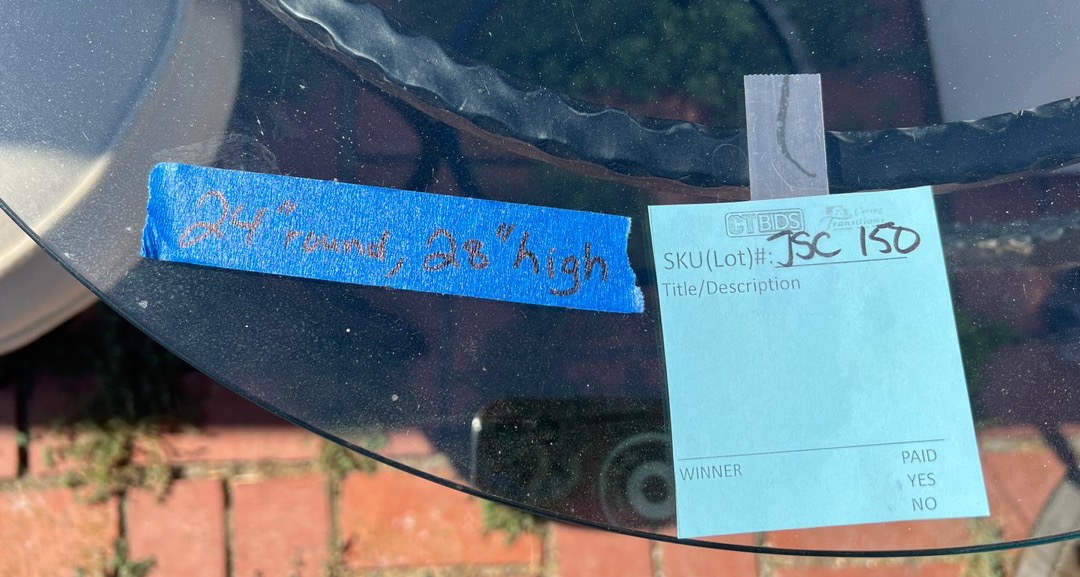 24" round, 28" high
CTBIDS
Caring
Transitions
SKU(Lot)#: JSC 150
Title/Description
WINNER
PAID
YES
NO